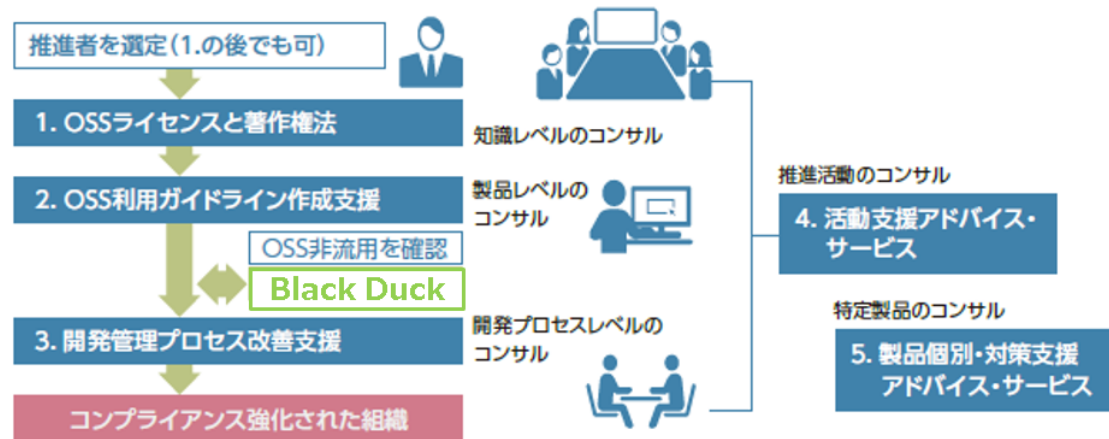 推進者を選定(1.の後でも可)
1. OSSライセンスと著作権法
知識レベルのコンサル
2. OSS利用ガイドライン作成支援
製品レベルの
コンサル
OSS非流用を確認
Black Duck
3. 開発管理プロセス改善支援
開発プロセスレベルの
コンサル
コンプライアンス強化された組織
推進活動のコンサル
4. 活動支援アドバイス・
サービス
特定製品のコンサル
5. 製品個別・対策支援
アドバイス・サービス